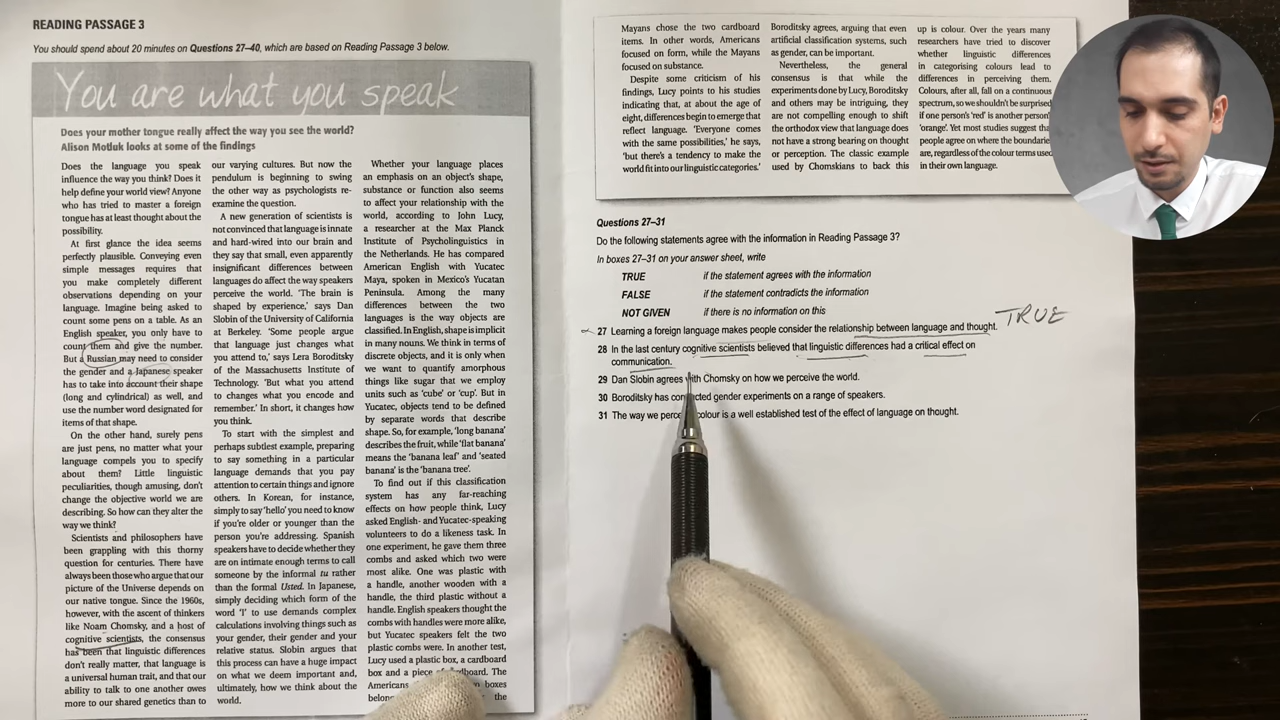 READING PASSAGE 3
You should spend about 20 minutes on Questions 27–40, which are based on Reading Passage 3 below.
You are what you speak
Does your mother tongue really affect the way you see the world?
Alison Motluk looks at some of the findings
Does the language you speak
influence the way you think? Does it
help define your world view? Anyone
who has tried to master a foreign
tongue has at least thought about the
possibility.
At first glance the idea seems
perfectly plausible. Conveying even
simple messages requires that
you make completely different
observations depending on your
language. Imagine being asked to
count some pens on a table. As an
English speaker, you only have to
count them and give the number.
But a Russian may need to consider
the gender and a Japanese speaker
has to take into account their shape
(long and cylindrical) as well, and
use the number word designated for
items of that shape.
On the other hand, surely pens
are just pens, no matter what your
language compels you to specify
about them? Little linguistic
peculiarities, though amusing, don't
change the objective world we are
describing. So how can they alter the
way we think?
Scientists and philosophers have
been grappling with this thorny
question for centuries. There have
always been those who argue that our
picture of the Universe depends on
our native tongue. Since the 1960s,
however, with the ascent of thinkers
like Noam Chomsky, and a host of
cognitive scientists, the consensus
has been that linguistic differences
don't really matter, that language is
a universal human trait, and that our
ability to talk to one another owes
more to our shared genetics than to
our varying cultures. But now the
pendulum is beginning to swing
the other way as psychologists re-
examine the question.
A new generation of scientists is
not convinced that language is innate
and hard-wired into our brain and
they say that small, even apparently
insignificant differences between
languages do affect the way speakers
perceive the world. 'The brain is
shaped by experience,' says Dan
Slobin of the University of California
at Berkeley. 'Some people argue
that language just changes what
you attend to,' says Lera Boroditsky
of the Massachusetts Institute of
Technology. 'But what you attend
to changes what you encode and
remember.' In short, it changes how
you think.
To start with the simplest and
perhaps subtlest example, preparing
to say something in a particular
language demands that you pay
attention to certain things and ignore
others. In Korean, for instance,
simply to say 'hello' you need to know
if you're older or younger than the
person you're addressing. Spanish
speakers have to decide whether they
are on intimate enough terms to call
someone by the informal tu rather
than the formal Usted. In Japanese,
simply deciding which form of the
word 'I' to use demands complex
calculations involving things such as
your gender, their gender and your
relative status. Slobin argues that
this process can have a huge impact
on what we deem important and,
ultimately, how we think about the
world.
Whether your language places
an emphasis on an object's shape,
substance or function also seems
to affect your relationship with the
world, according to John Lucy,
a researcher at the Max Planck
Institute of Psycholinguistics in
the Netherlands. He has compared
American English with Yucatec
Maya, spoken in Mexico's Yucatan
Peninsula. Among the many
differences between the two
languages is the way objects are
classified. In English, shape is implicit
in many nouns. We think in terms of
discrete objects, and it is only when
we want to quantify amorphous
things like sugar that we employ
units such as 'cube' or 'cup'. But in
Yucatec, objects tend to be defined
by separate words that describe
shape. So, for example, 'long banana'
describes the fruit, while 'flat banana'
means the 'banana leaf' and 'seated
banana' is the 'banana tree'.
To find out if this classification
system has any far-reaching
effects on how people think, Lucy
asked English- and Yucatec-speaking
volunteers to do a likeness task. In
one experiment, he gave them three
combs and asked which two were
most alike. One was plastic with
a handle, another wooden with a
handle, the third plastic without a
handle. English speakers thought the
combs with handles were more alike,
but Yucatec speakers felt the two
plastic combs were. In another test,
Lucy used a plastic box, a cardboard
box and a piece of cardboard. The
Americans boxes
belong the
Mayans chose the two cardboard
items. In other words, Americans
focused on form, while the Mayans
focused on substance.
Despite some criticism of his
findings, Lucy points to his studies
indicating that, at about the age of
eight, differences begin to emerge that
reflect language. 'Everyone comes
with the same possibilities,' he says,
'but there's a tendency to make the
world fit into our linguistic categories.'
Boroditsky agrees, arguing that even
artificial classification systems, such
as gender, can be important.
Nevertheless, the general
consensus is that while the
experiments done by Lucy, Boroditsky
and others may be intriguing, they
are not compelling enough to shift
the orthodox view that language does
not have a strong bearing on thought
or perception. The classic example
used by Chomskians to back this
up is colour. Over the years many
researchers have tried to discover
whether linguistic differences
in categorising colours lead to
differences in perceiving them.
Colours, after all, fall on a continuous
spectrum, so we shouldn't be surprised
if one person's 'red' is another person'
'orange'. Yet most studies suggest tha
people agree on where the boundarie
are, regardless of the colour terms used
in their own language.
Questions 27–31
Do the following statements agree with the information in Reading Passage 3?
In boxes 27–31 on your answer sheet, write
TRUE if the statement agrees with the information
FALSE if the statement contradicts the information
NOT GIVEN if there is no information on this
27 Learning a foreign language makes people consider the relationship between language and thought. TRUE
28 In the last century cognitive scientists believed that linguistic differences had a critical effect on
communication.
29 Dan Slobin agrees with Chomsky on how we perceive the world.
30 Boroditsky has conducted gender experiments on a range of speakers.
31 The way we perceive colour is a well established test of the effect of language on thought.